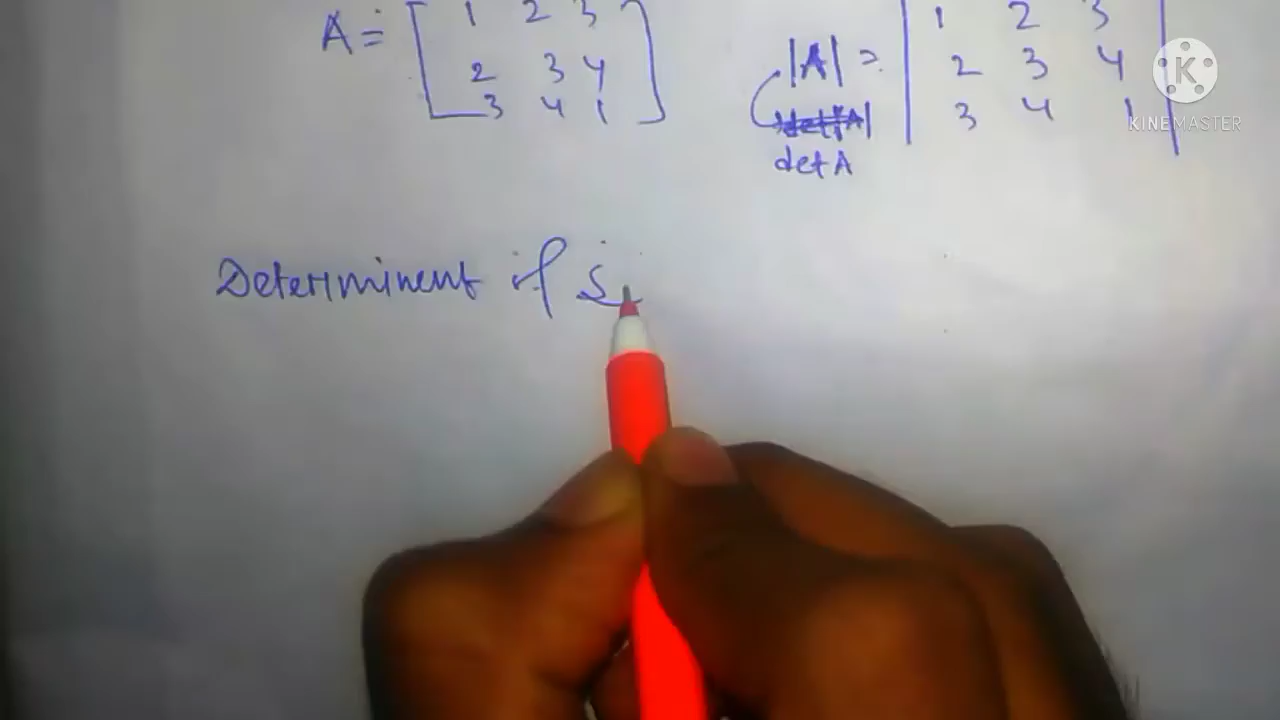 A = [ 1 2 3
2 3 4
3 4 1 ]
|A| = | 1 2 3
2 3 4
3 4 1 |
det A
Determinent of S
KINEMASTER